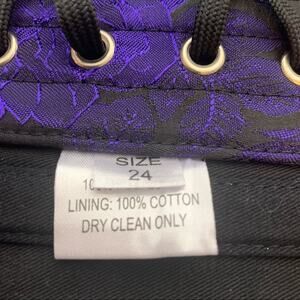 SIZE
24
LINING: 100% COTTON
DRY CLEAN ONLY